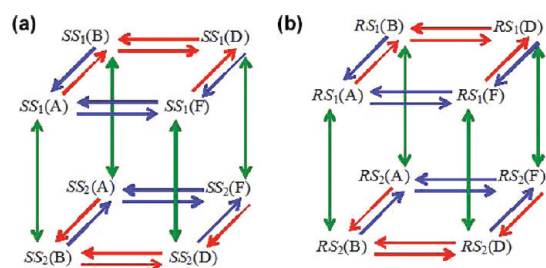 (a)
SS₁(B) SS₁(D)
SS₁(A) SS₁(F)
SS₂(A) SS₂(F)
SS₂(B) SS₂(D)
(b)
RS₁(B) RS₁(D)
RS₁(A) RS₁(F)
RS₂(A) RS₂(F)
RS₂(B) RS₂(D)